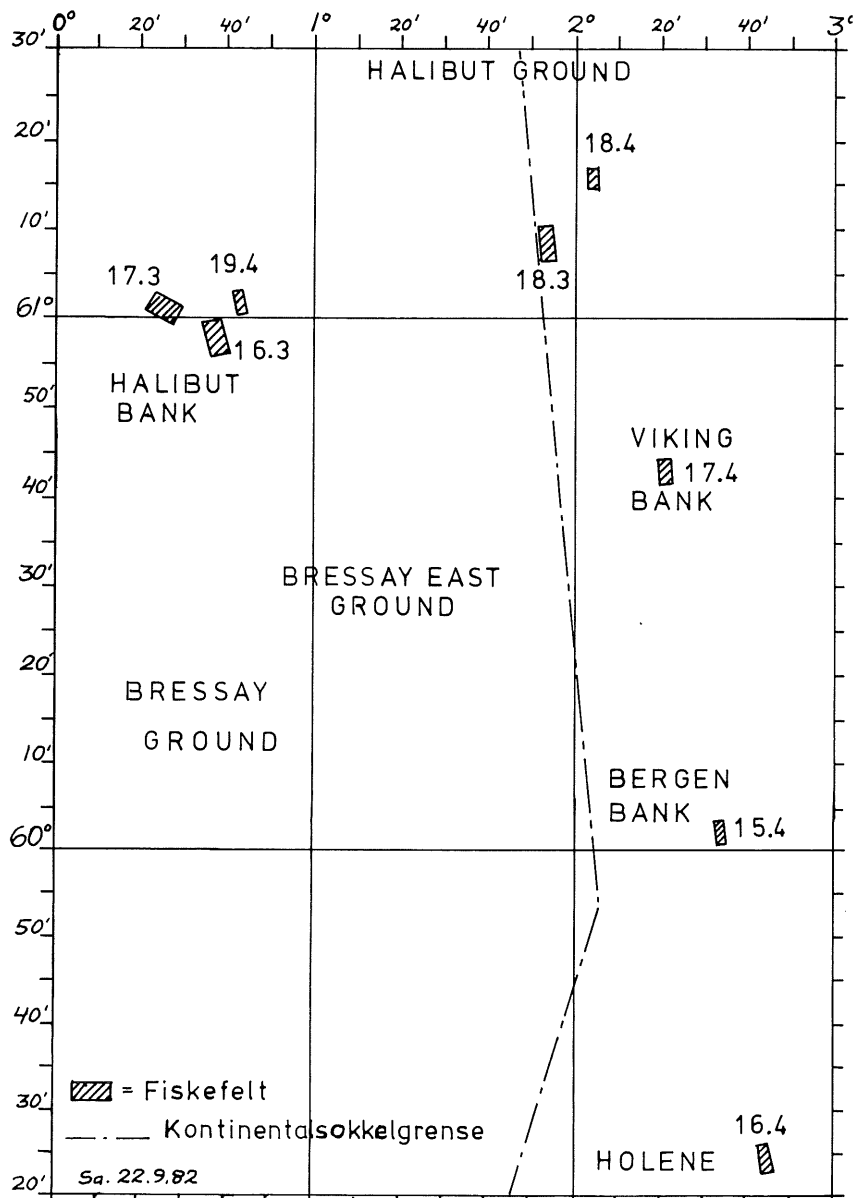 0° 20' 40' 1° 20' 40' 2° 20' 40' 3°
30'
HALIBUT GROUND
20'
18.4
10'
18.3
17.3
19.4
61°
16.3
HALIBUT
BANK
50'
VIKING
17.4
40'
BANK
30'
BRESSAY EAST
GROUND
20'
BRESSAY
GROUND
10'
BERGEN
BANK
15.4
60°
50'
40'
= Fiskefelt
30'
Kontinentalsokkelgrense
16.4
HOLENE
20'
Sa. 22.9.82